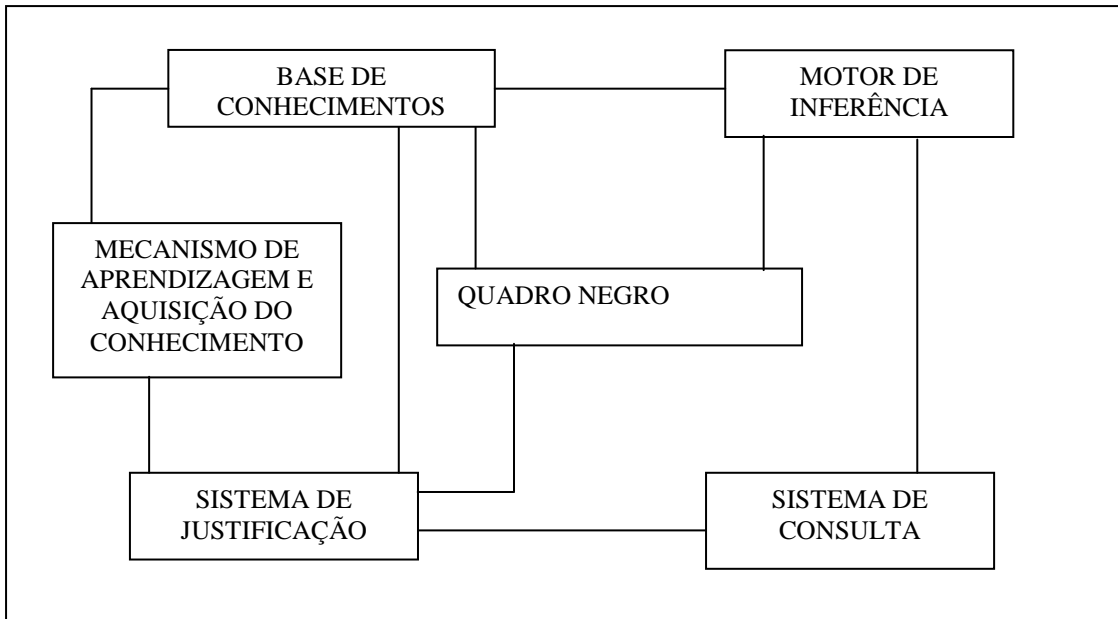 BASE DE
CONHECIMENTOS
MOTOR DE
INFERÊNCIA
MECANISMO DE
APRENDIZAGEM E
AQUISIÇÃO DO
CONHECIMENTO
QUADRO NEGRO
SISTEMA DE
JUSTIFICAÇÃO
SISTEMA DE
CONSULTA